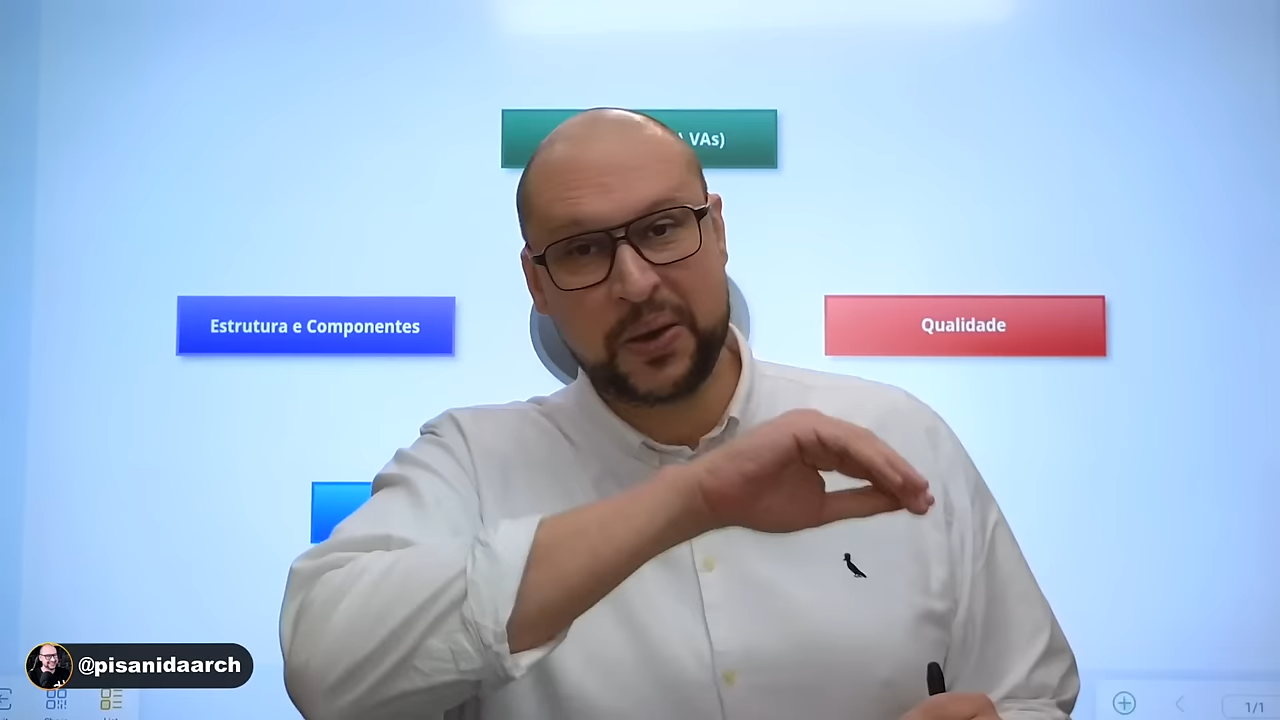 VAs)
Estrutura e Componentes
Qualidade
@pisanidaarch
1/1